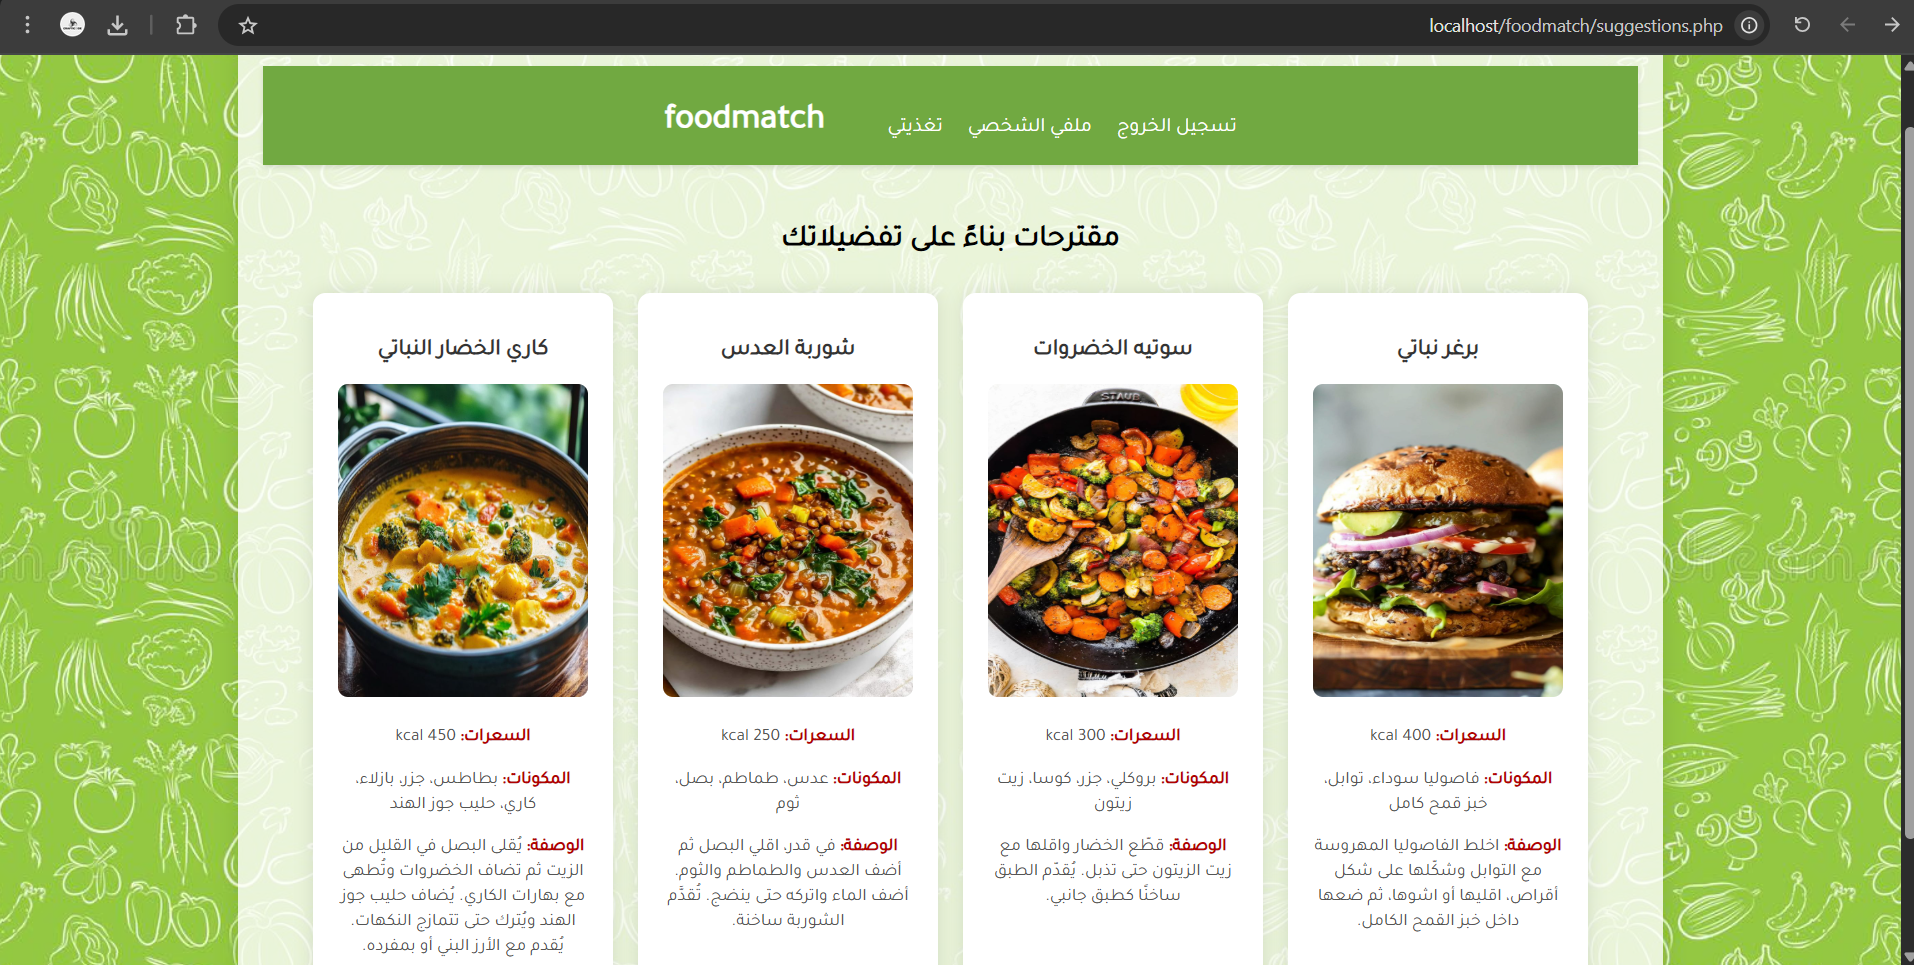 localhost/foodmatch/suggestions.php
foodmatch
تغذيتي
ملفي الشخصي
تسجيل الخروج
مقترحات بناءً على تفضيلاتك
برغر نباتي
السعرات: 400 kcal
المكونات: فاصوليا سوداء، توابل،
خبز قمح كامل
الوصفة: اخلط الفاصوليا المهروسة
مع التوابل وشكّلها على شكل
أقراص، اقليها أو اشوها، ثم ضعها
داخل خبز القمح الكامل.
سوتيه الخضروات
STAUB
السعرات: 300 kcal
المكونات: بروكلي، جزر، كوسا، زيت
زيتون
الوصفة: قطّع الخضار واقلها مع
زيت الزيتون حتى تذبل. يُقدّم الطبق
ساخنًا كطبق جانبي.
شوربة العدس
السعرات: 250 kcal
المكونات: عدس، طماطم، بصل،
ثوم
الوصفة: في قدر، اقلي البصل ثم
أضف العدس والطماطم والثوم.
أضف الماء واتركه حتى ينضج. تُقدَّم
الشوربة ساخنة.
كاري الخضار النباتي
السعرات: 450 kcal
المكونات: بطاطس، جزر، بازلاء،
كاري، حليب جوز الهند
الوصفة: يُقلى البصل في القليل من
الزيت ثم تضاف الخضروات وتُطهى
مع بهارات الكاري. يُضاف حليب جوز
الهند ويُترك حتى تتمازج النكهات.
يُقدم مع الأرز البني أو بمفرده.